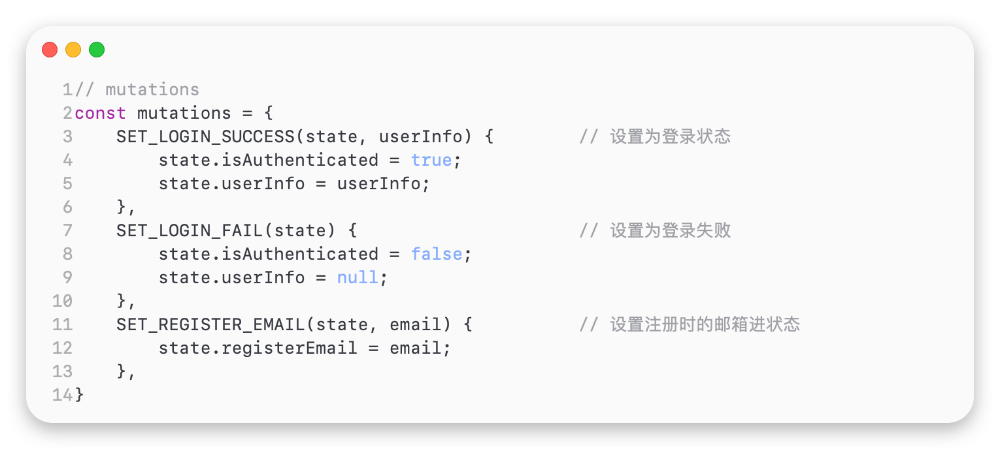 1// mutations
2const mutations = {
3    SET_LOGIN_SUCCESS(state, userInfo) {        // 设置为登录状态
4        state.isAuthenticated = true;
5        state.userInfo = userInfo;
6    },
7    SET_LOGIN_FAIL(state) {                     // 设置为登录失败
8        state.isAuthenticated = false;
9        state.userInfo = null;
10    },
11    SET_REGISTER_EMAIL(state, email) {          // 设置注册时的邮箱进状态
12        state.registerEmail = email;
13    },
14}